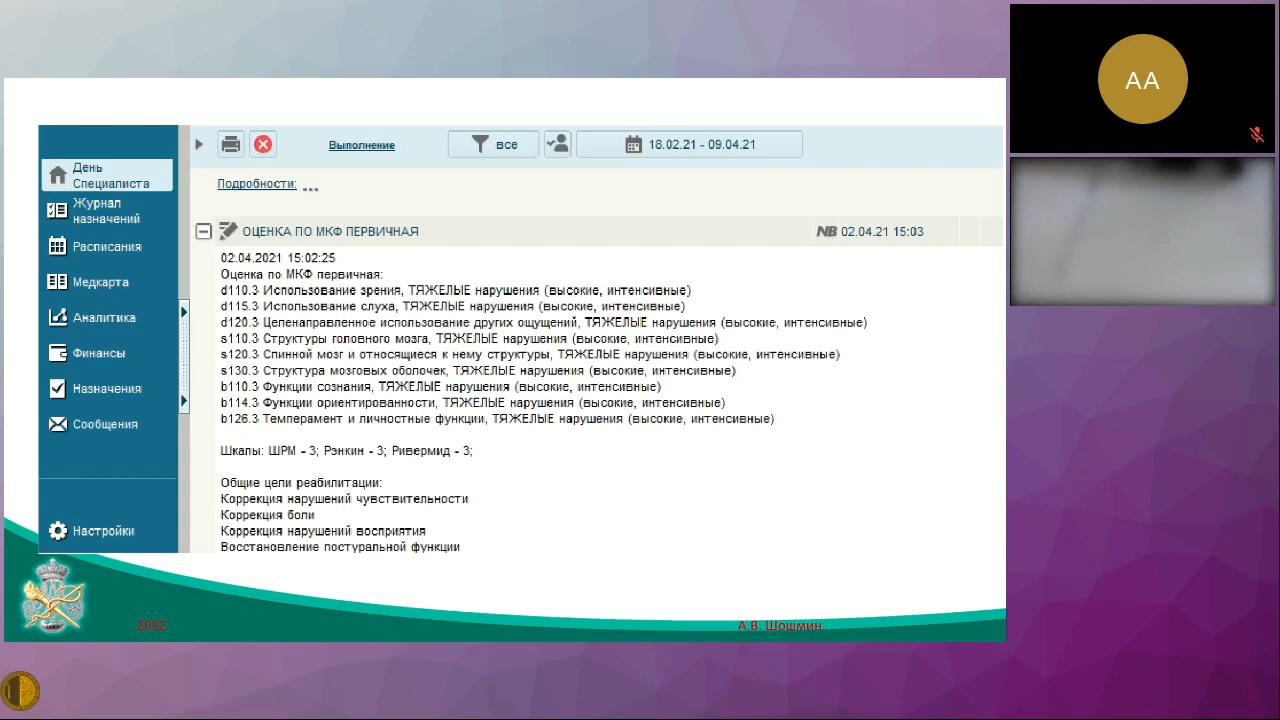 Выполнение
все
18.02.21 - 09.04.21
День
Специалиста
Журнал
назначений
Расписания
Медкарта
Аналитика
Финансы
Назначения
Сообщения
Настройки
Подробности: ...
ОЦЕНКА ПО МКФ ПЕРВИЧНАЯ
NB 02.04.21 15:03
02.04.2021 15:02:25
Оценка по МКФ первичная:
d110.3 Использование зрения, ТЯЖЕЛЫЕ нарушения (высокие, интенсивные)
d115.3 Использование слуха, ТЯЖЕЛЫЕ нарушения (высокие, интенсивные)
d120.3 Целенаправленное использование других ощущений, ТЯЖЕЛЫЕ нарушения (высокие, интенсивные)
s110.3 Структуры головного мозга, ТЯЖЕЛЫЕ нарушения (высокие, интенсивные)
s120.3 Спинной мозг и относящиеся к нему структуры, ТЯЖЕЛЫЕ нарушения (высокие, интенсивные)
s130.3 Структура мозговых оболочек, ТЯЖЕЛЫЕ нарушения (высокие, интенсивные)
b110.3 Функции сознания, ТЯЖЕЛЫЕ нарушения (высокие, интенсивные)
b114.3 Функции ориентированности, ТЯЖЕЛЫЕ нарушения (высокие, интенсивные)
b126.3 Темперамент и личностные функции, ТЯЖЕЛЫЕ нарушения (высокие, интенсивные)
Шкалы: ШРМ - 3; Рэнкин - 3; Ривермид - 3;
Общие цели реабилитации:
Коррекция нарушений чувствительности
Коррекция боли
Коррекция нарушений восприятия
Восстановление постуральной функции
2022
А.В. Шошмин
АА